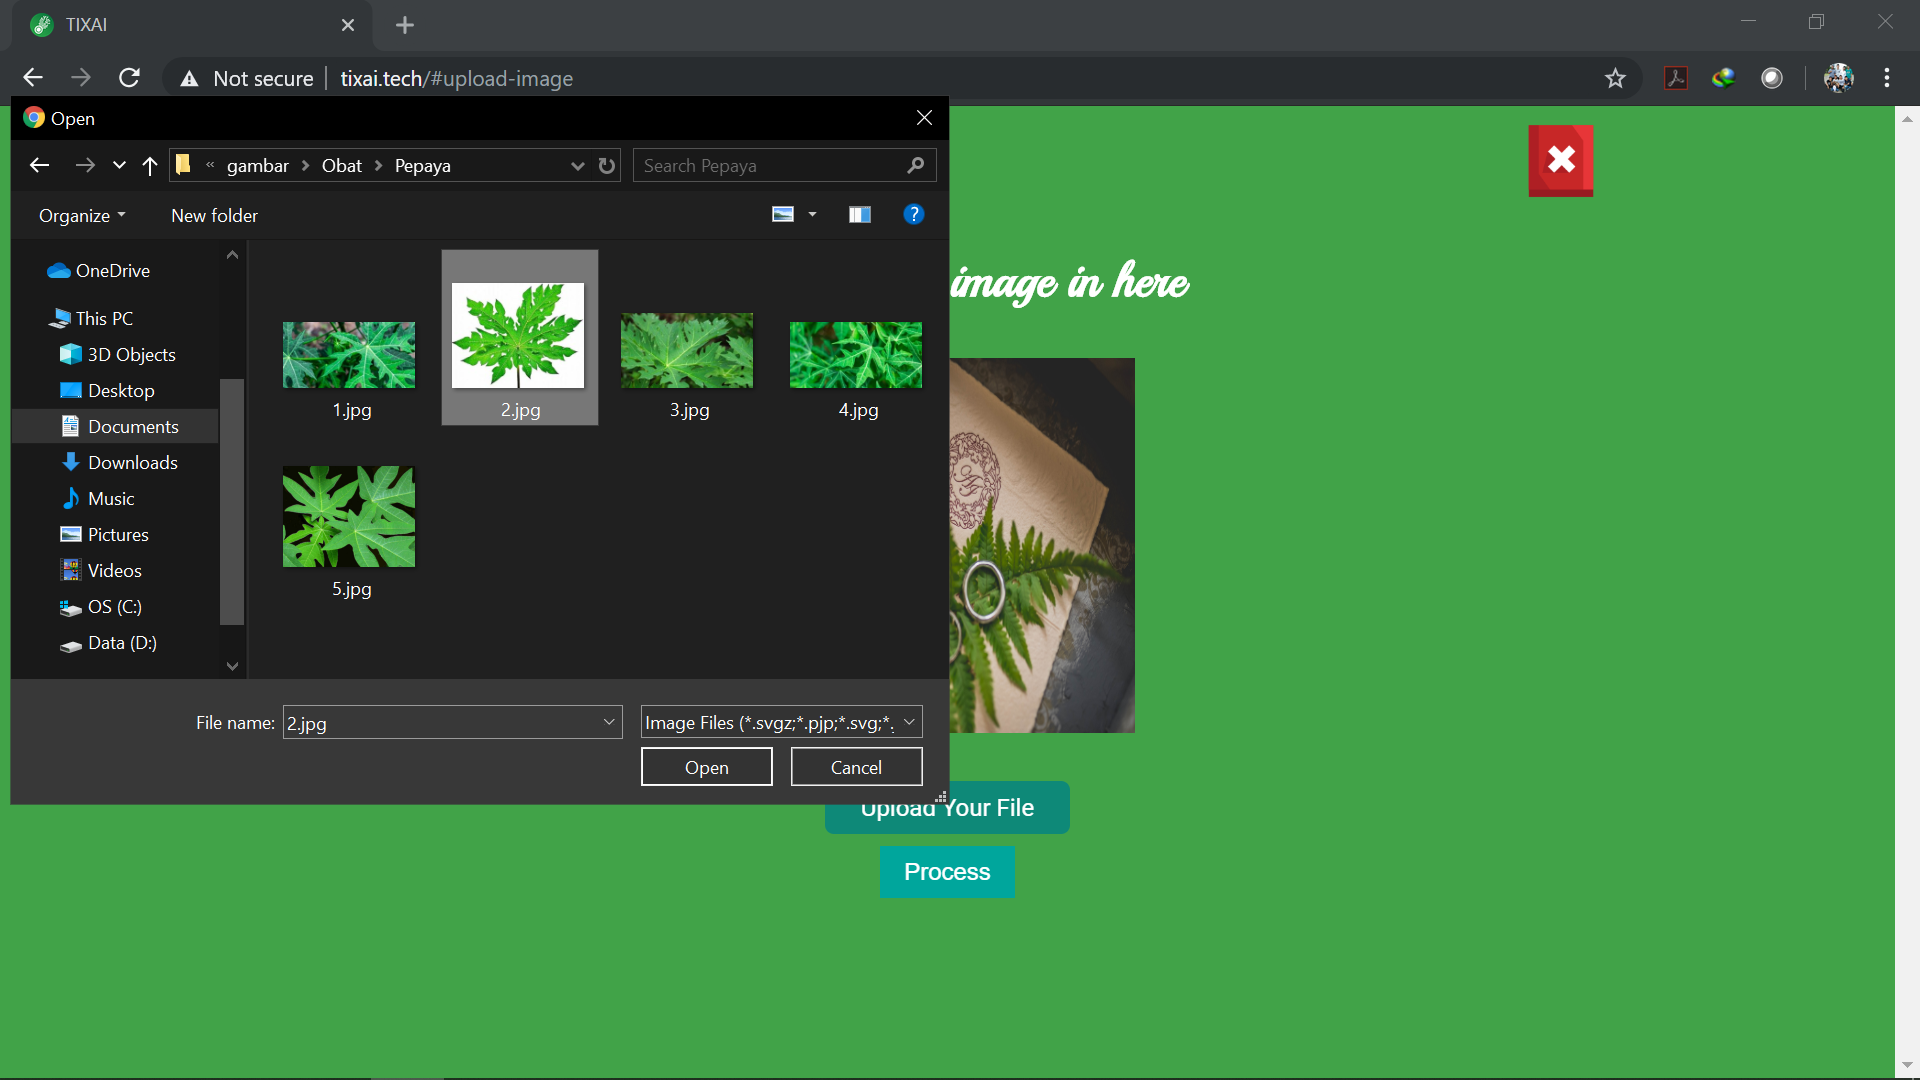 TIXAI
Not secure
tixai.tech/#upload-image
Open
« gambar > Obat > Pepaya
Search Pepaya
Organize
New folder
OneDrive
This PC
3D Objects
Desktop
Documents
Downloads
Music
Pictures
Videos
OS (C:)
Data (D:)
1.jpg
2.jpg
3.jpg
4.jpg
5.jpg
File name:
2.jpg
Image Files (*.svgz;*.pjp;*.svg;*.
Open
Cancel
image in here
Upload Your File
Process